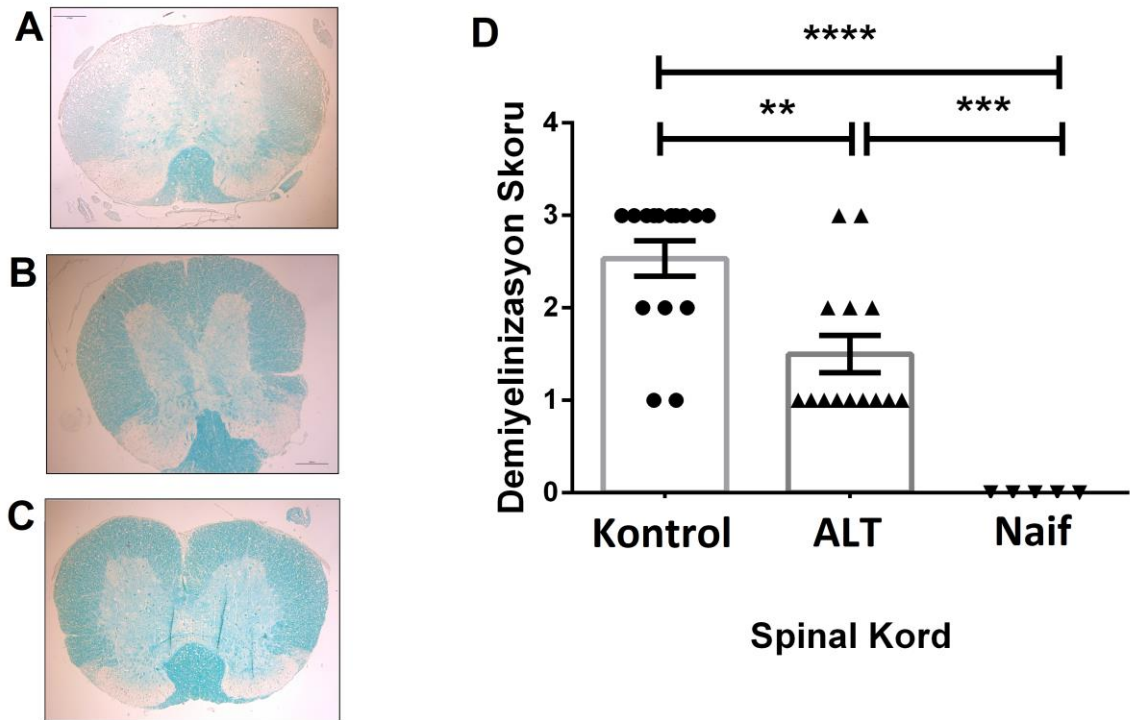 A
B
C
D
****
**
***
Demiyelinizasyon Skoru
4
3
2
1
0
Kontrol
ALT
Naif
Spinal Kord